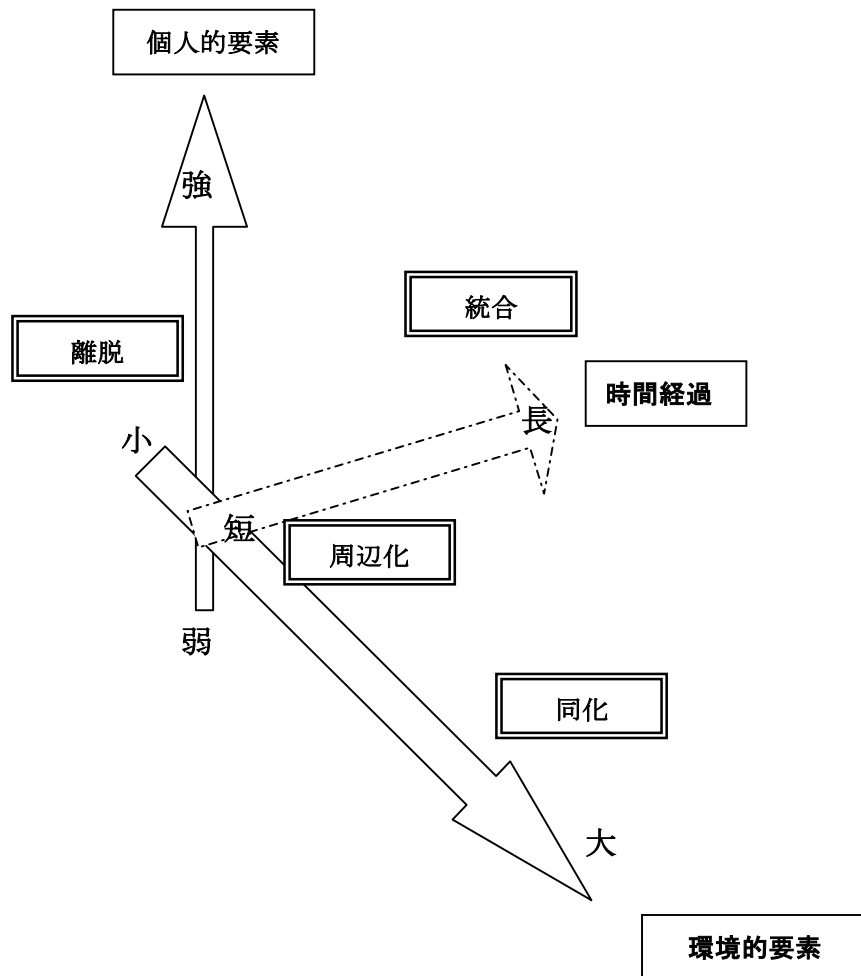 個人的要素
強
統合
離脱
時間経過
長
小
短
周辺化
弱
同化
大
環境的要素